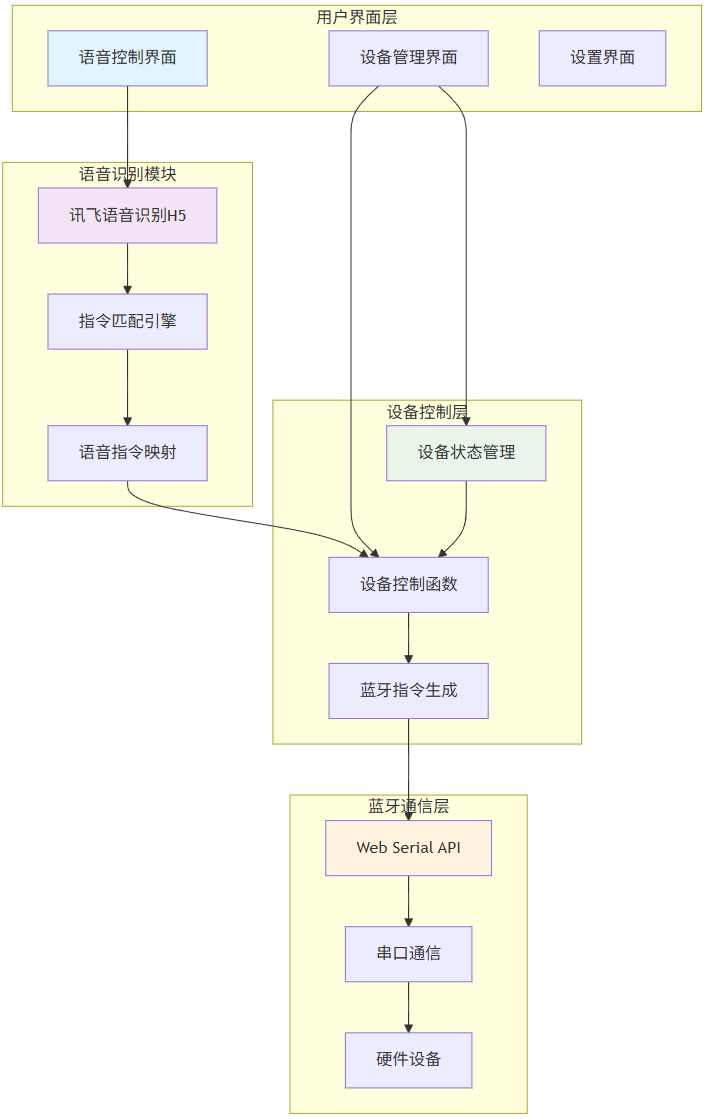 用户界面层
语音控制界面
设备管理界面
设置界面
语音识别模块
讯飞语音识别H5
指令匹配引擎
语音指令映射
设备控制层
设备状态管理
设备控制函数
蓝牙指令生成
蓝牙通信层
Web Serial API
串口通信
硬件设备